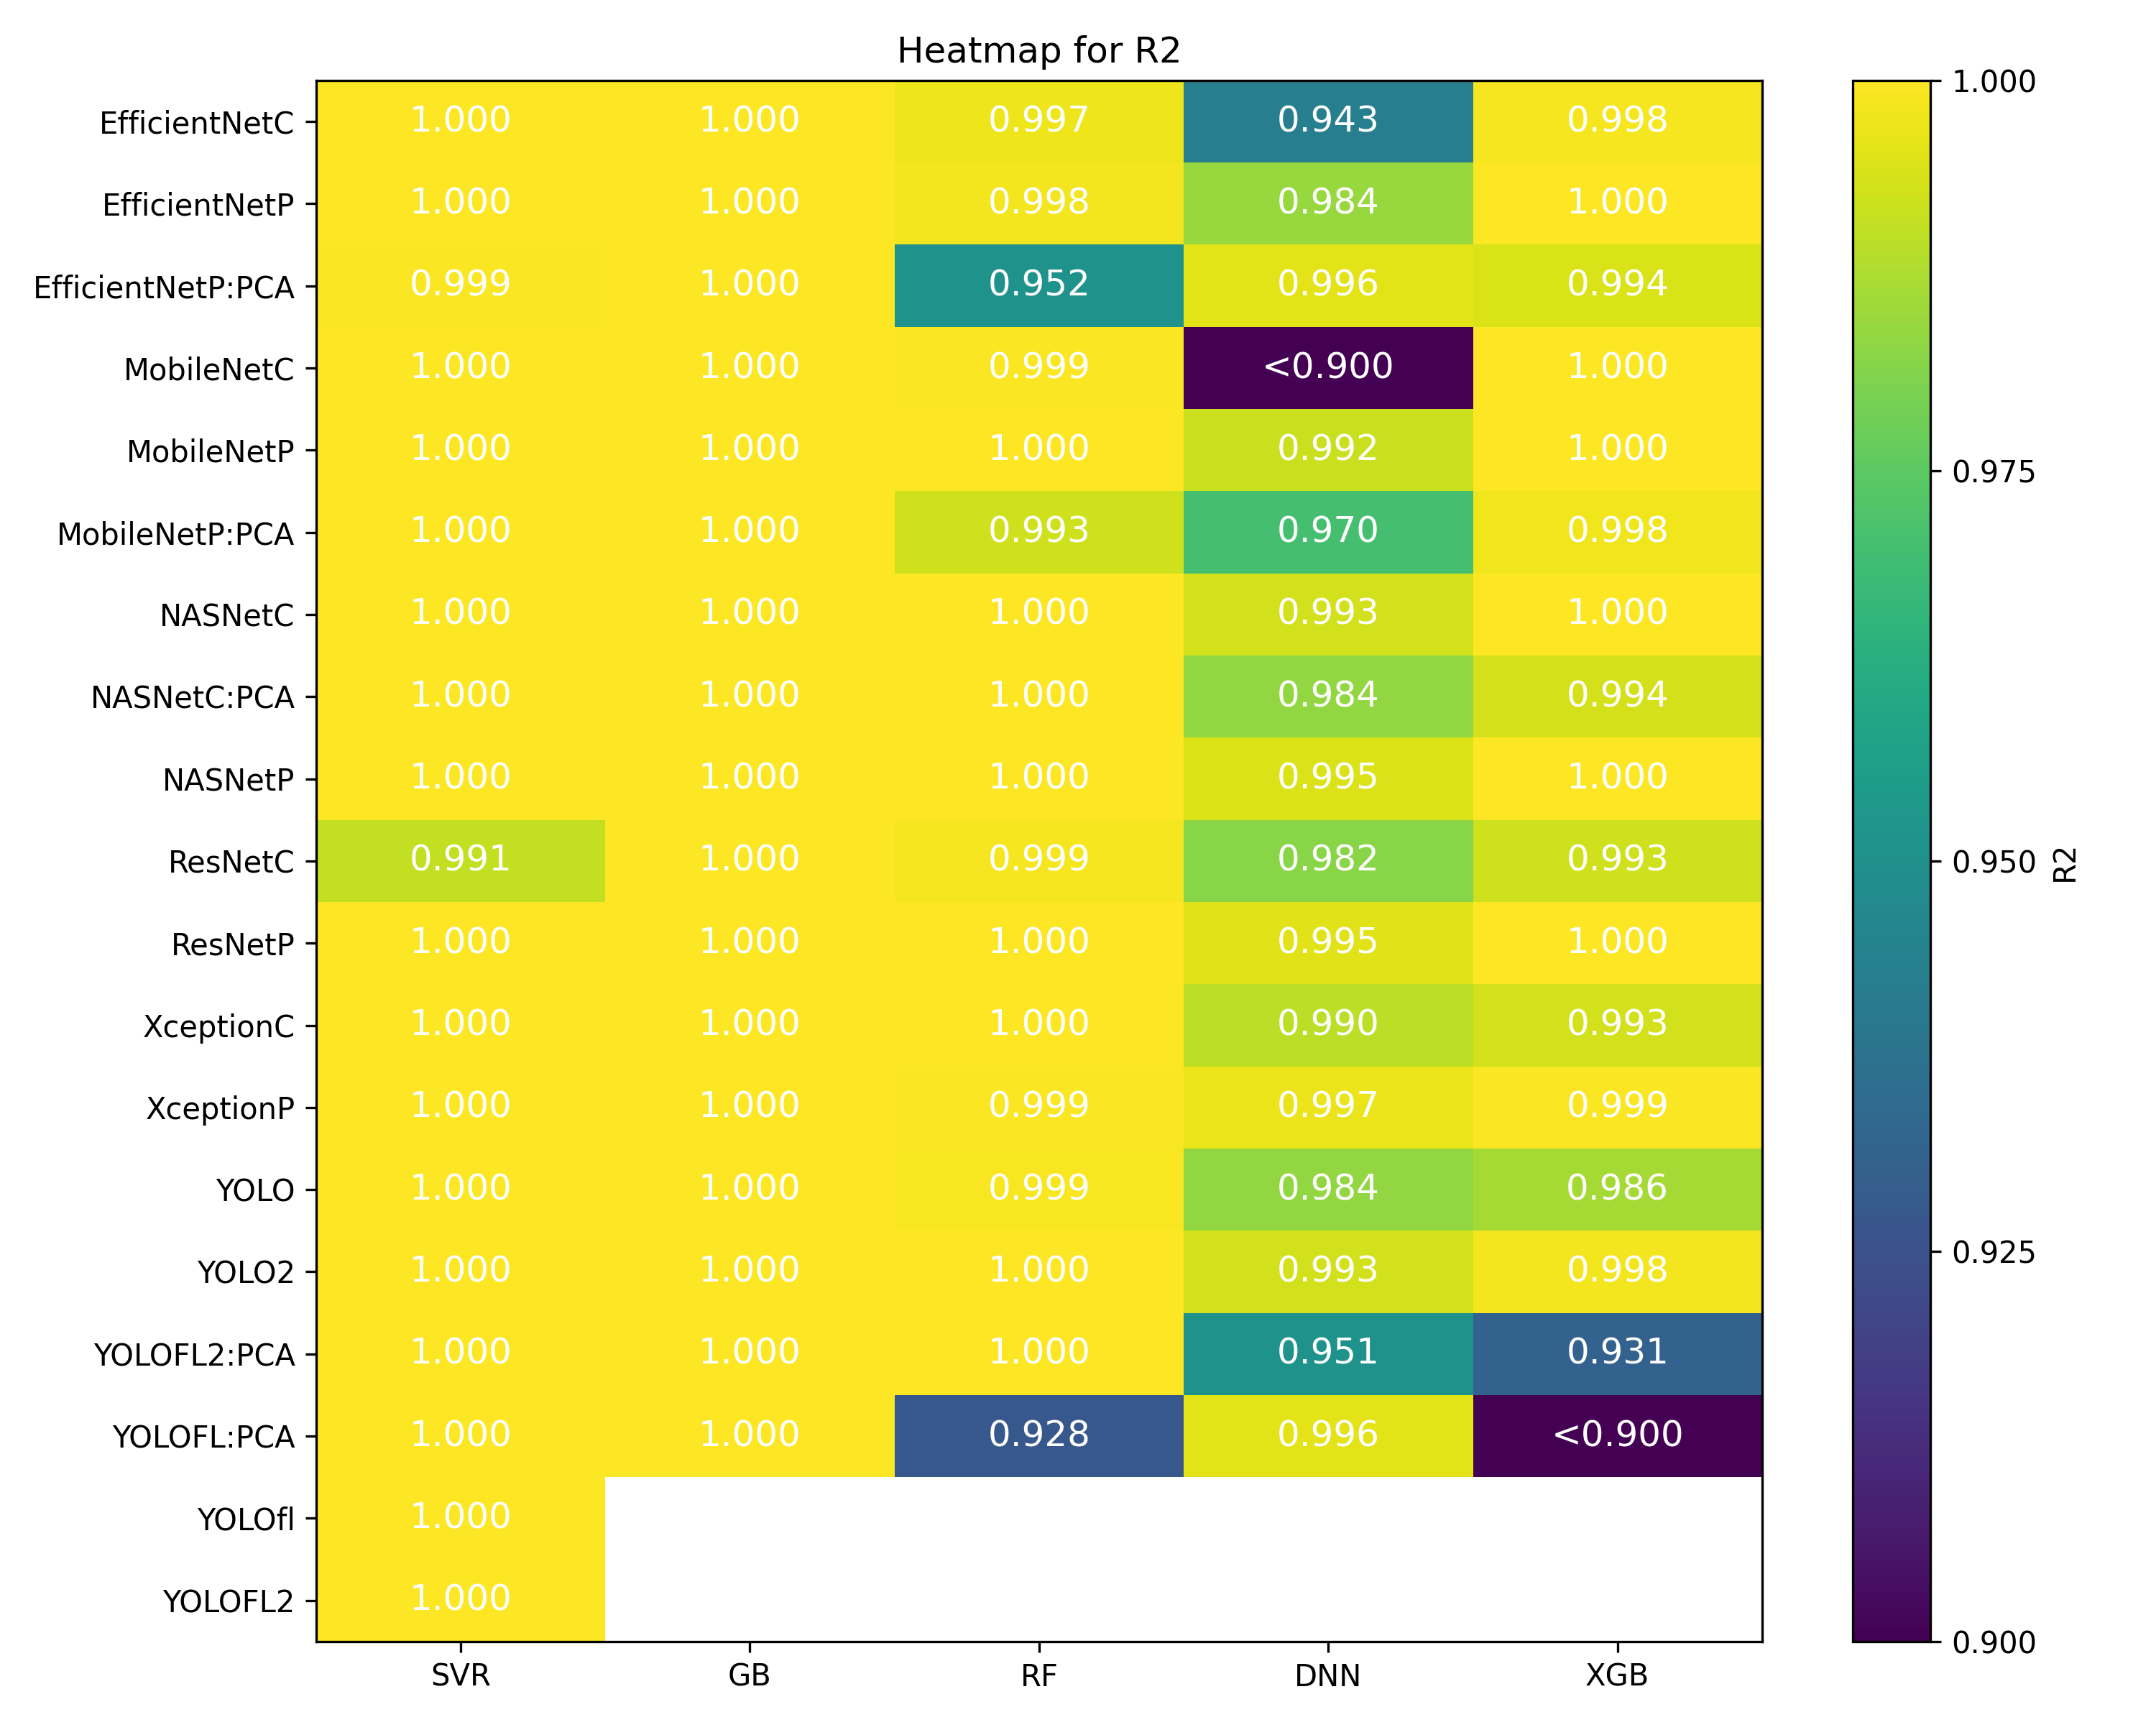 Heatmap for R2
EfficientNetC 1.000 1.000 0.997 0.943 0.998
EfficientNetP 1.000 1.000 0.998 0.984 1.000
EfficientNetP:PCA 0.999 1.000 0.952 0.996 0.994
MobileNetC 1.000 1.000 0.999 <0.900 1.000
MobileNetP 1.000 1.000 1.000 0.992 1.000
MobileNetP:PCA 1.000 1.000 0.993 0.970 0.998
NASNetC 1.000 1.000 1.000 0.993 1.000
NASNetC:PCA 1.000 1.000 1.000 0.984 0.994
NASNetP 1.000 1.000 1.000 0.995 1.000
ResNetC 0.991 1.000 0.999 0.982 0.993
ResNetP 1.000 1.000 1.000 0.995 1.000
XceptionC 1.000 1.000 1.000 0.990 0.993
XceptionP 1.000 1.000 0.999 0.997 0.999
YOLO 1.000 1.000 0.999 0.984 0.986
YOLO2 1.000 1.000 1.000 0.993 0.998
YOLOFL2:PCA 1.000 1.000 1.000 0.951 0.931
YOLOFL:PCA 1.000 1.000 0.928 0.996 <0.900
YOLOfl 1.000
YOLOFL2 1.000
SVR GB RF DNN XGB
1.000
0.975
0.950
0.925
0.900
R2